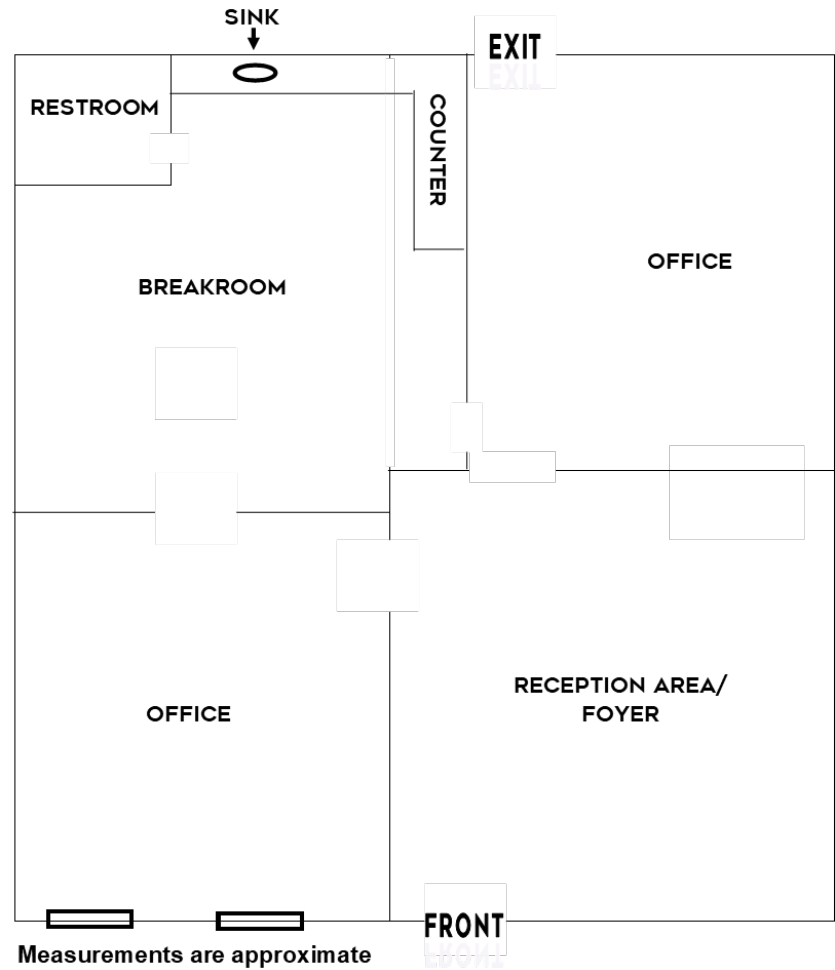 SINK
EXIT
RESTROOM
COUNTER
OFFICE
BREAKROOM
RECEPTION AREA/
FOYER
OFFICE
FRONT
Measurements are approximate